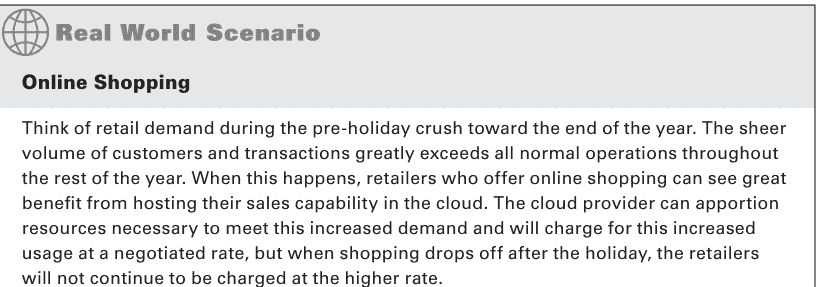 Real World Scenario
Online Shopping
Think of retail demand during the pre-holiday crush toward the end of the year. The sheer
volume of customers and transactions greatly exceeds all normal operations throughout
the rest of the year. When this happens, retailers who offer online shopping can see great
benefit from hosting their sales capability in the cloud. The cloud provider can apportion
resources necessary to meet this increased demand and will charge for this increased
usage at a negotiated rate, but when shopping drops off after the holiday, the retailers
will not continue to be charged at the higher rate.